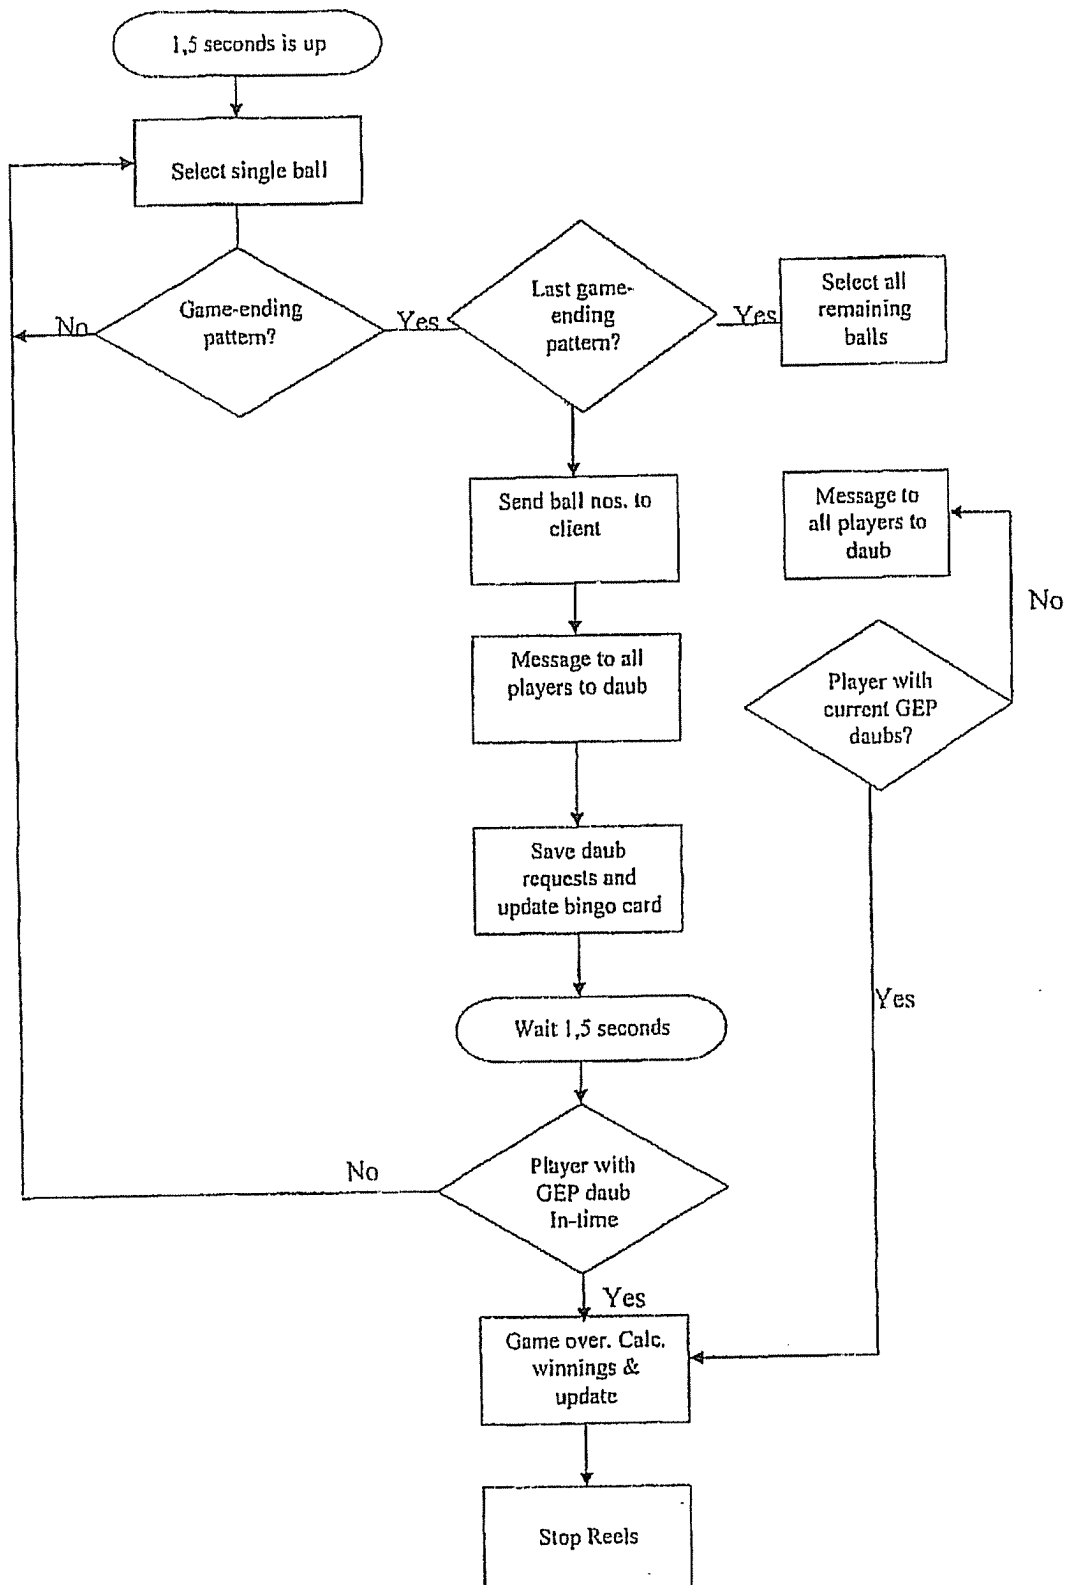 1,5 seconds is up
Select single ball
Game-ending
pattern?
No
Yes
Last game-
ending
pattern?
Yes
Select all
remaining
balls
Send ball nos. to
client
Message to
all players to
daub
No
Message to all
players to daub
Player with
current GEP
daubs?
Save daub
requests and
update bingo card
Yes
Wait 1,5 seconds
No
Player with
GEP daub
In-time
Yes
Game over. Calc.
winnings &
update
Stop Reels